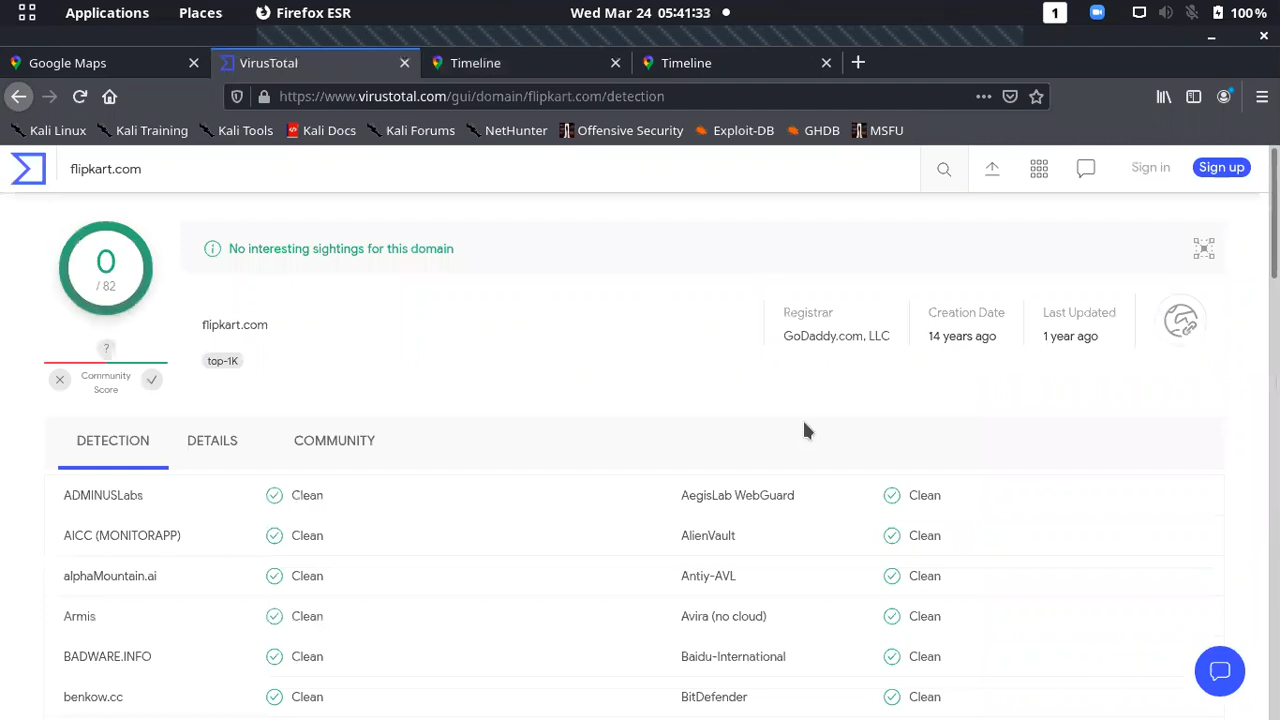 Applications Places Firefox ESR Wed Mar 24 05:41:33 1 100%
Google Maps VirusTotal Timeline Timeline
https://www.virustotal.com/gui/domain/flipkart.com/detection
Kali Linux Kali Training Kali Tools Kali Docs Kali Forums NetHunter Offensive Security Exploit-DB GHDB MSFU
flipkart.com Sign in Sign up
No interesting sightings for this domain
0
/ 82
flipkart.com
top-1K
Registrar Creation Date Last Updated
GoDaddy.com, LLC 14 years ago 1 year ago
?
Community
Score
DETECTION DETAILS COMMUNITY
ADMINUSLabs Clean AegisLab WebGuard Clean
AICC (MONITORAPP) Clean AlienVault Clean
alphaMountain.ai Clean Antiy-AVL Clean
Armis Clean Avira (no cloud) Clean
BADWARE.INFO Clean Baidu-International Clean
benkow.cc Clean BitDefender Clean